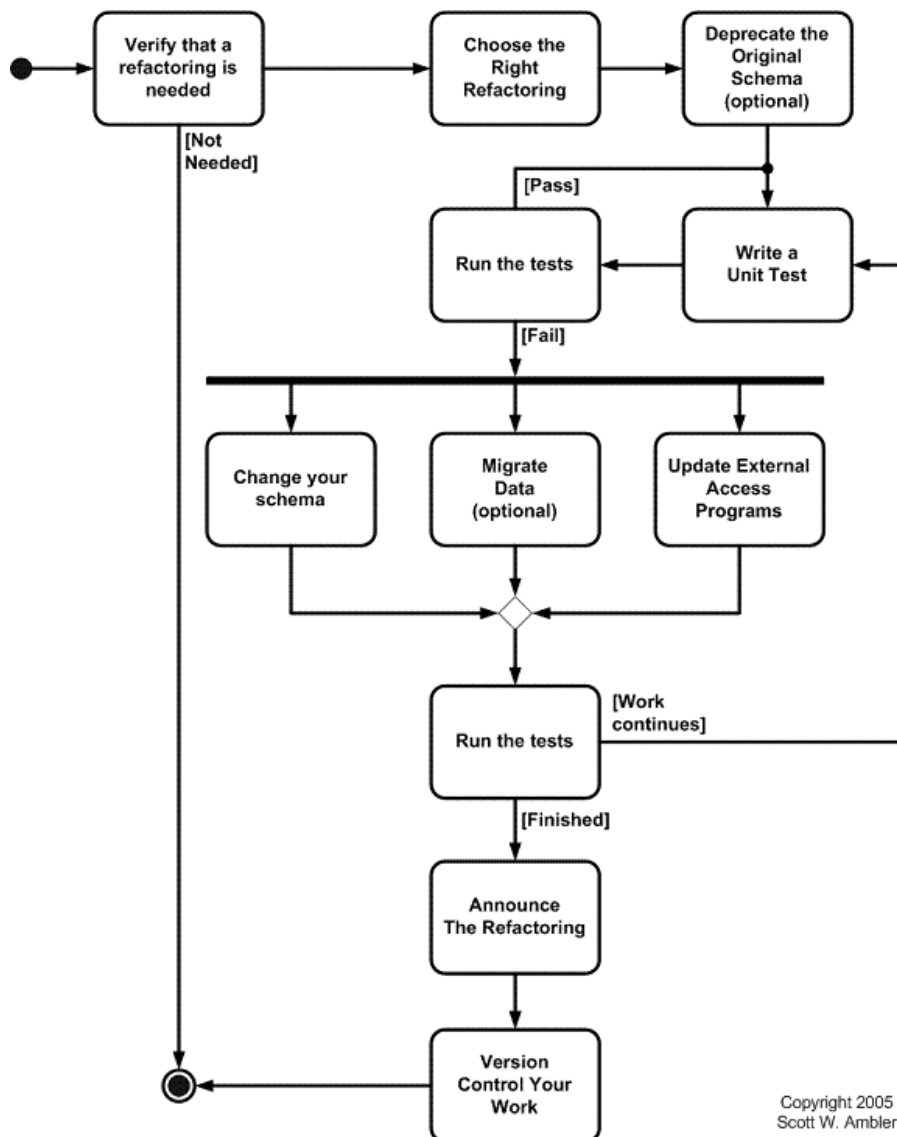 Verify that a
refactoring is
needed
Choose the
Right
Refactoring
Deprecate the
Original
Schema
(optional)
[Not
Needed]
[Pass]
Run the tests
Write a
Unit Test
[Fail]
Change your
schema
Migrate
Data
(optional)
Update External
Access
Programs
Run the tests
[Work
continues]
[Finished]
Announce
The Refactoring
Version
Control Your
Work
Copyright 2005
Scott W. Ambler